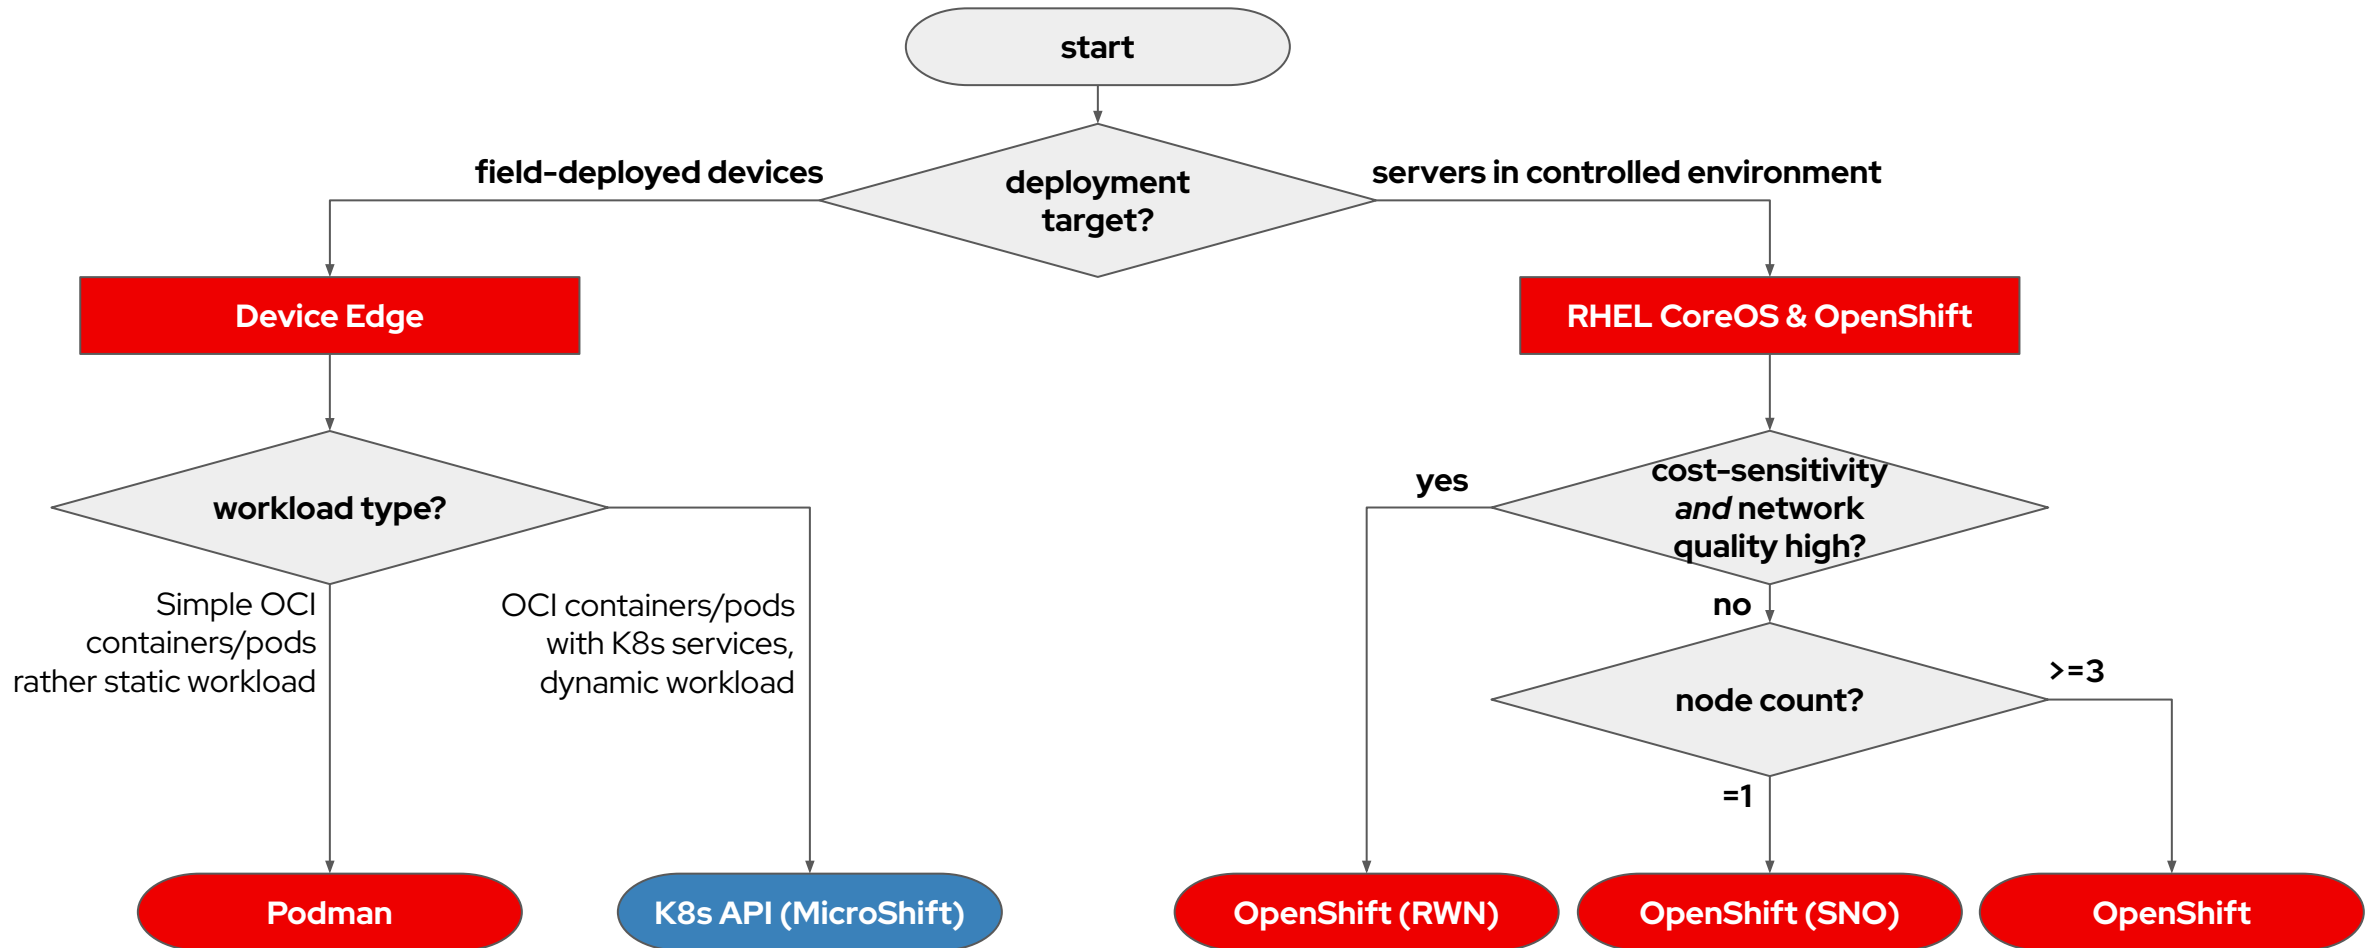 start
field-deployed devices
deployment
target?
servers in controlled environment
Device Edge
RHEL CoreOS & OpenShift
workload type?
yes
cost-sensitivity
and network
quality high?
Simple OCI
containers/pods
rather static workload
OCI containers/pods
with K8s services,
dynamic workload
no
node count?
>=3
=1
Podman
K8s API (MicroShift)
OpenShift (RWN)
OpenShift (SNO)
OpenShift